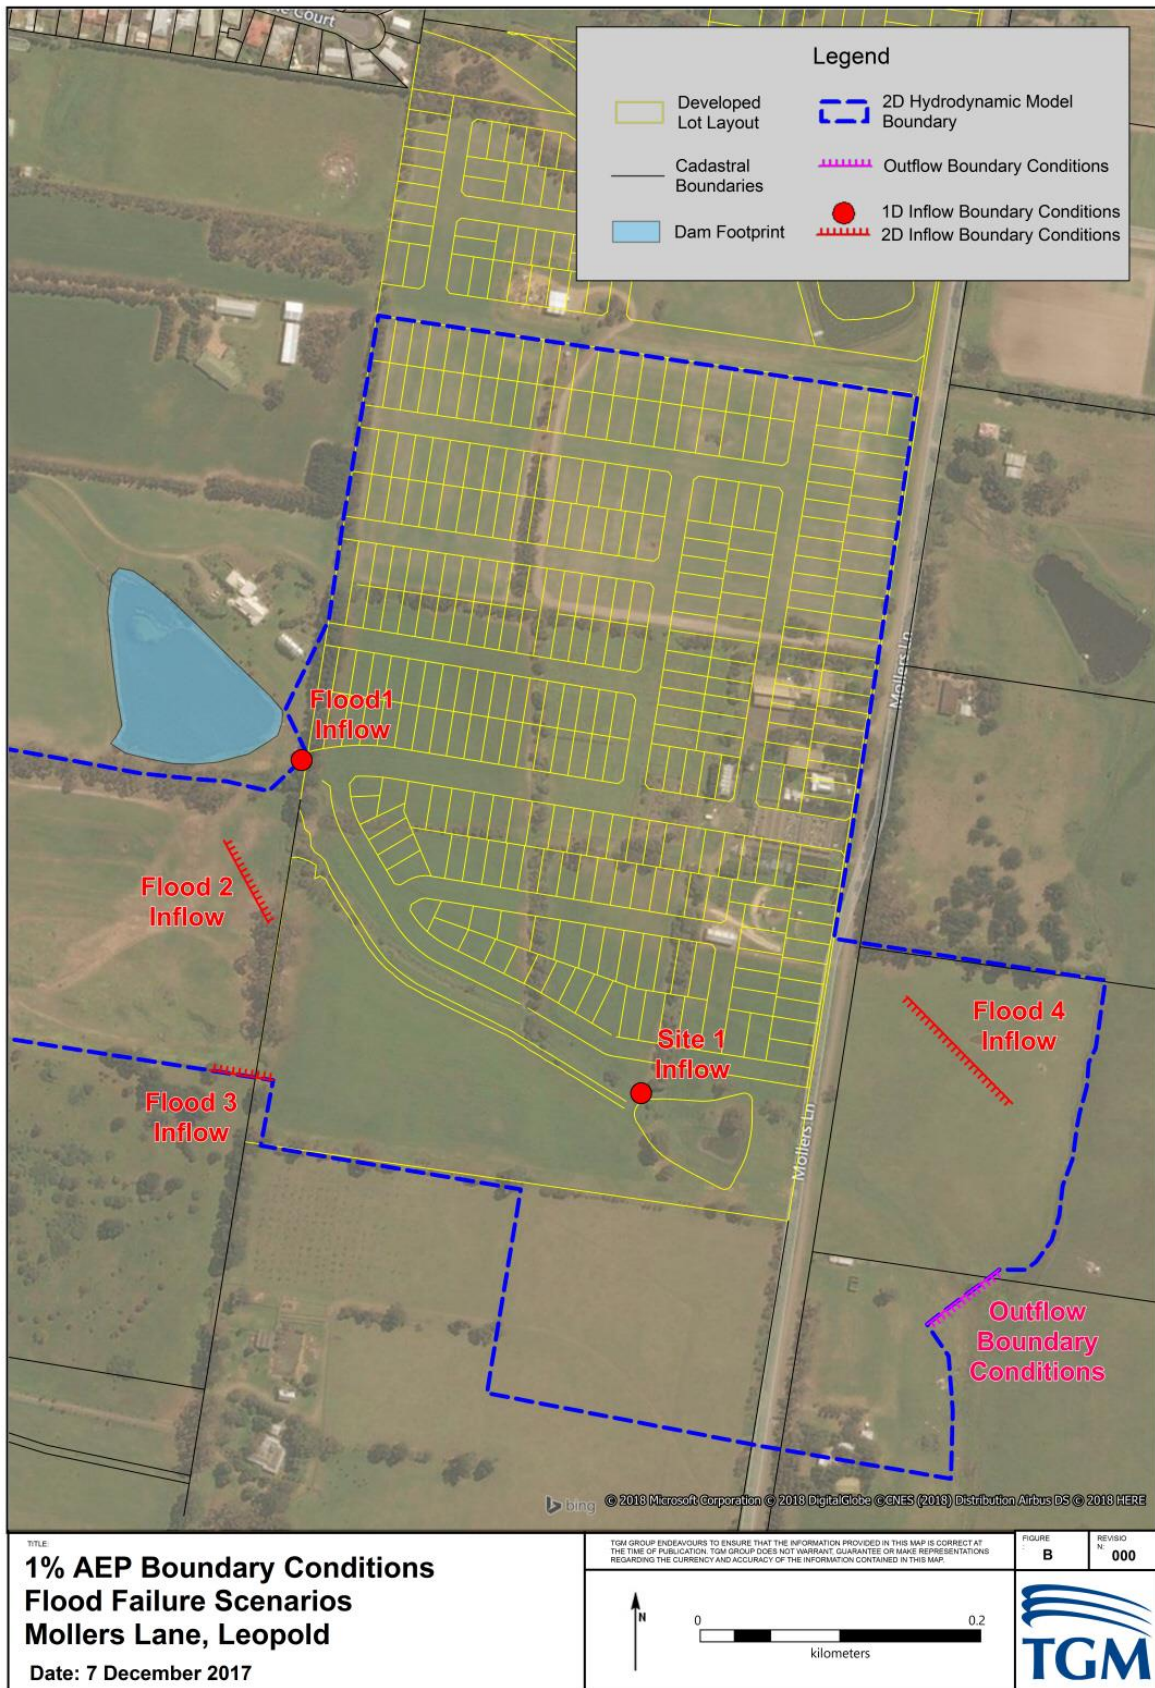 Court
Legend
Developed
Lot Layout
2D Hydrodynamic Model
Boundary
Cadastral
Boundaries
Outflow Boundary Conditions
Dam Footprint
1D Inflow Boundary Conditions
2D Inflow Boundary Conditions
Mollers Ln
Flood1
Inflow
Flood 2
Inflow
Flood 4
Inflow
Site 1
Inflow
Flood 3
Inflow
Mollers Ln
Outflow
Boundary
Conditions
bing
© 2018 Microsoft Corporation © 2018 DigitalGlobe ©CNES (2018) Distribution Airbus DS © 2018 HERE
TITLE:
1% AEP Boundary Conditions
Flood Failure Scenarios
Mollers Lane, Leopold
Date: 7 December 2017
TGM GROUP ENDEAVOURS TO ENSURE THAT THE INFORMATION PROVIDED IN THIS MAP IS CORRECT AT
THE TIME OF PUBLICATION. TGM GROUP DOES NOT WARRANT, GUARANTEE OR MAKE REPRESENTATIONS
REGARDING THE CURRENCY AND ACCURACY OF THE INFORMATION CONTAINED IN THIS MAP.
N
0 0.2
kilometers
FIGURE
:
B
REVISIO
N:
000
TGM